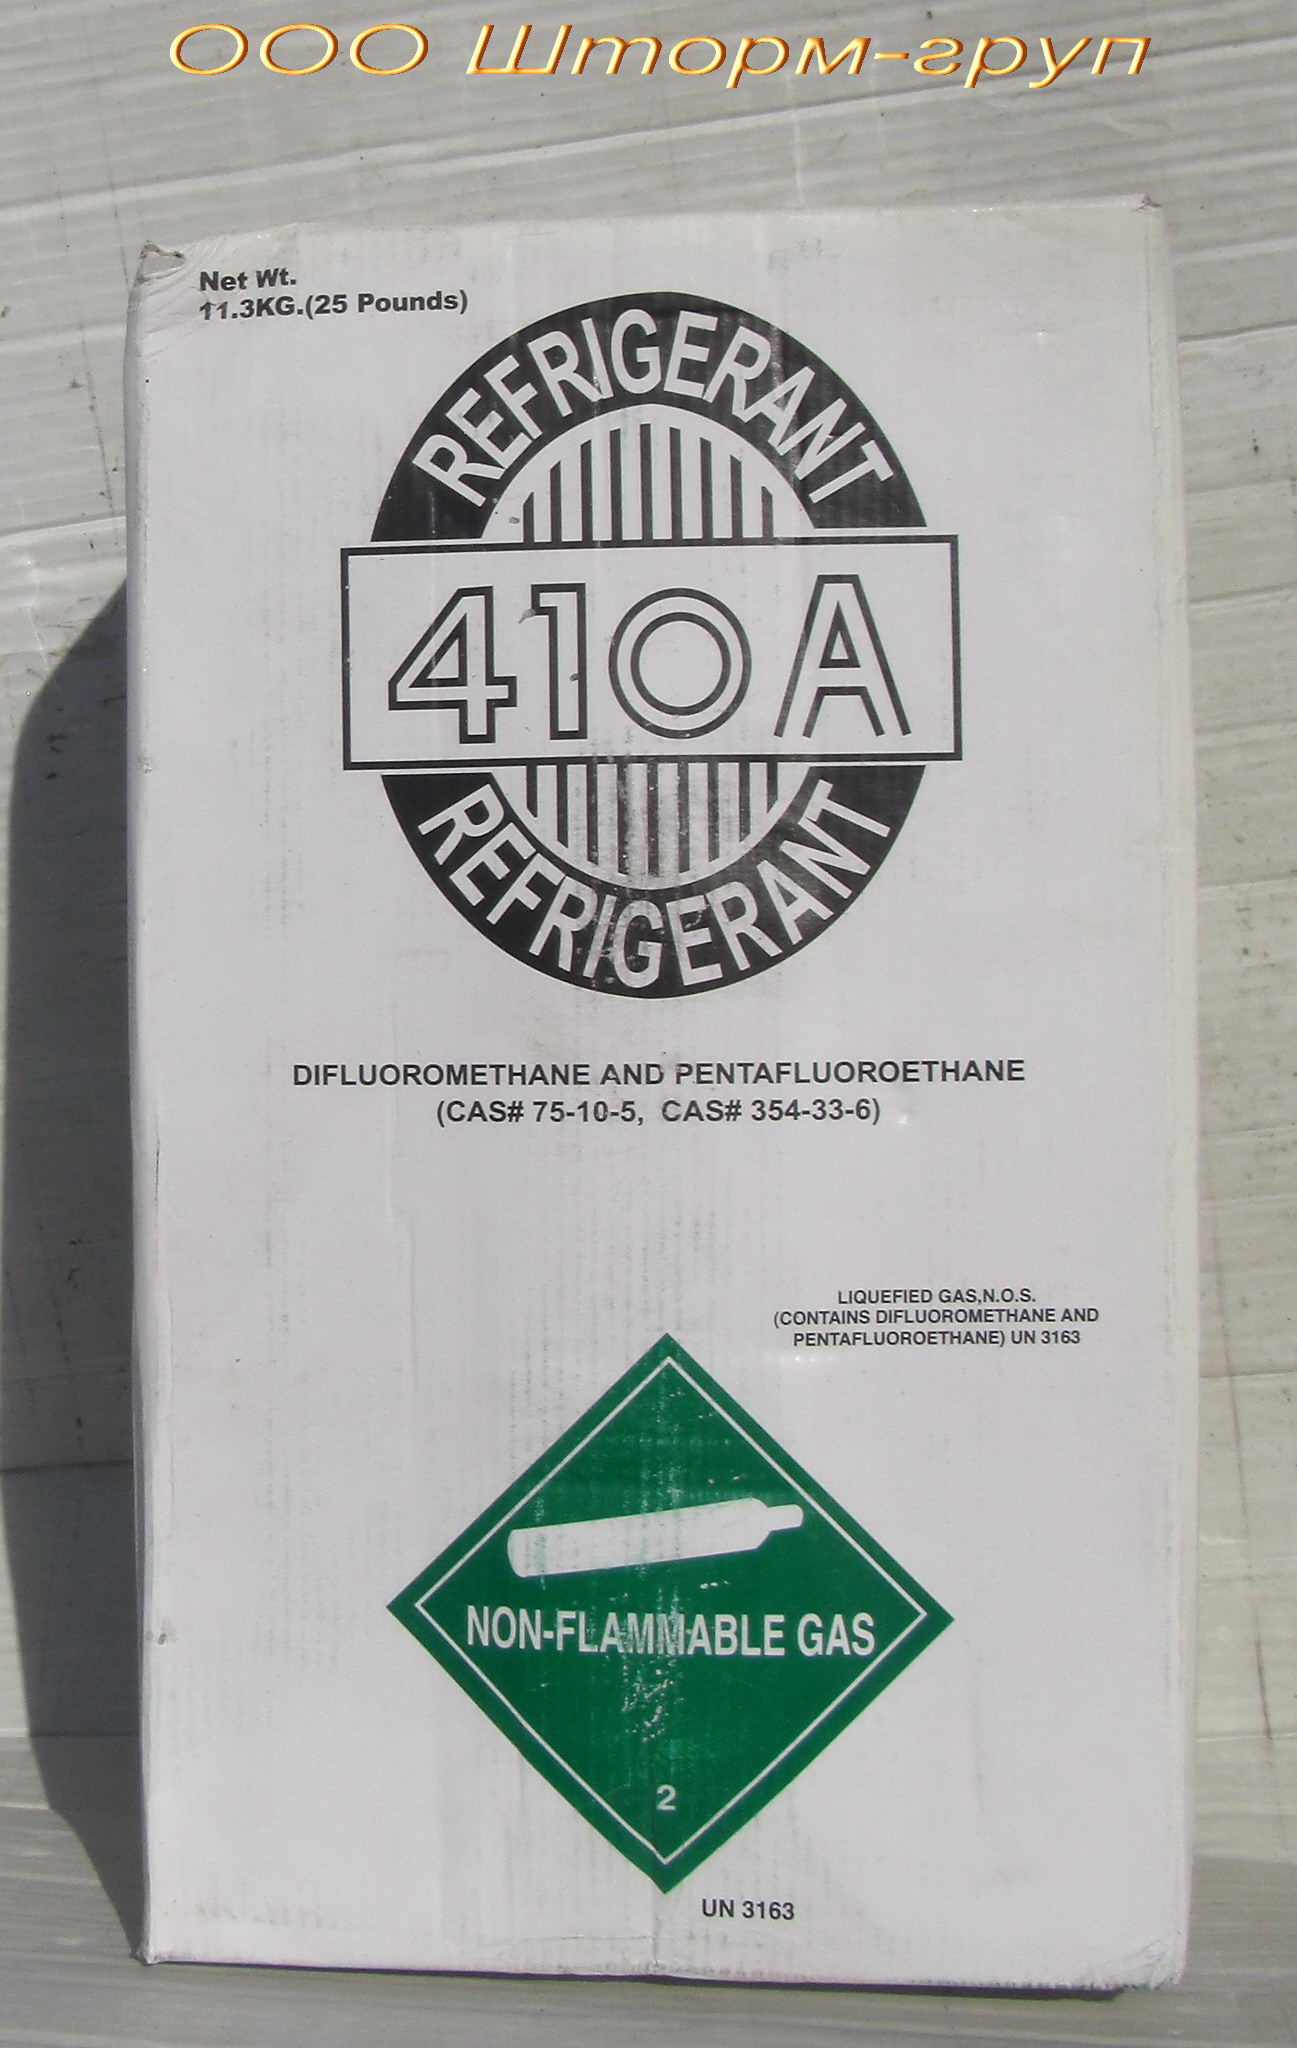 ООО Шторм-груп
Net Wt.
11.3KG.(25 Pounds)
REFRIGERANT
410A
REFRIGERANT
DIFLUOROMETHANE AND PENTAFLUOROETHANE
(CAS# 75-10-5, CAS# 354-33-6)
LIQUEFIED GAS,N.O.S.
(CONTAINS DIFLUOROMETHANE AND
PENTAFLUOROETHANE) UN 3163
NON-FLAMMABLE GAS
2
UN 3163